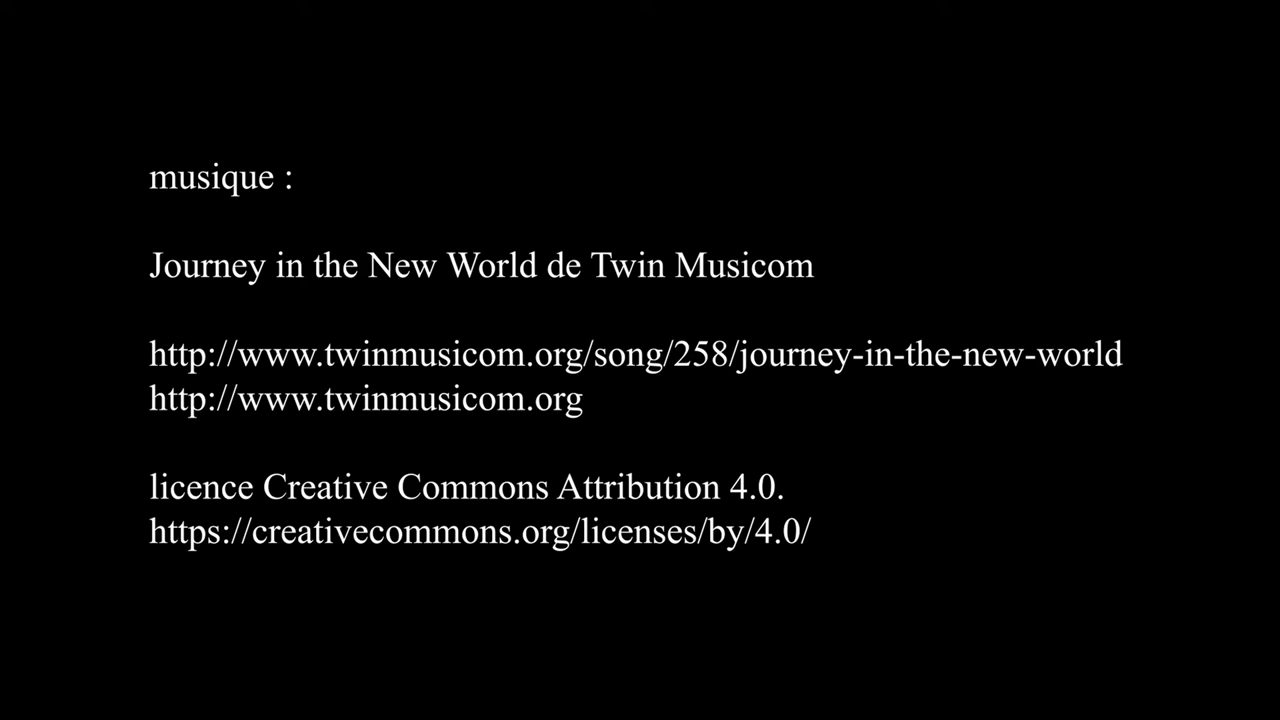 musique :
Journey in the New World de Twin Musicom
http://www.twinmusicom.org/song/258/journey-in-the-new-world
http://www.twinmusicom.org
licence Creative Commons Attribution 4.0.
https://creativecommons.org/licenses/by/4.0/